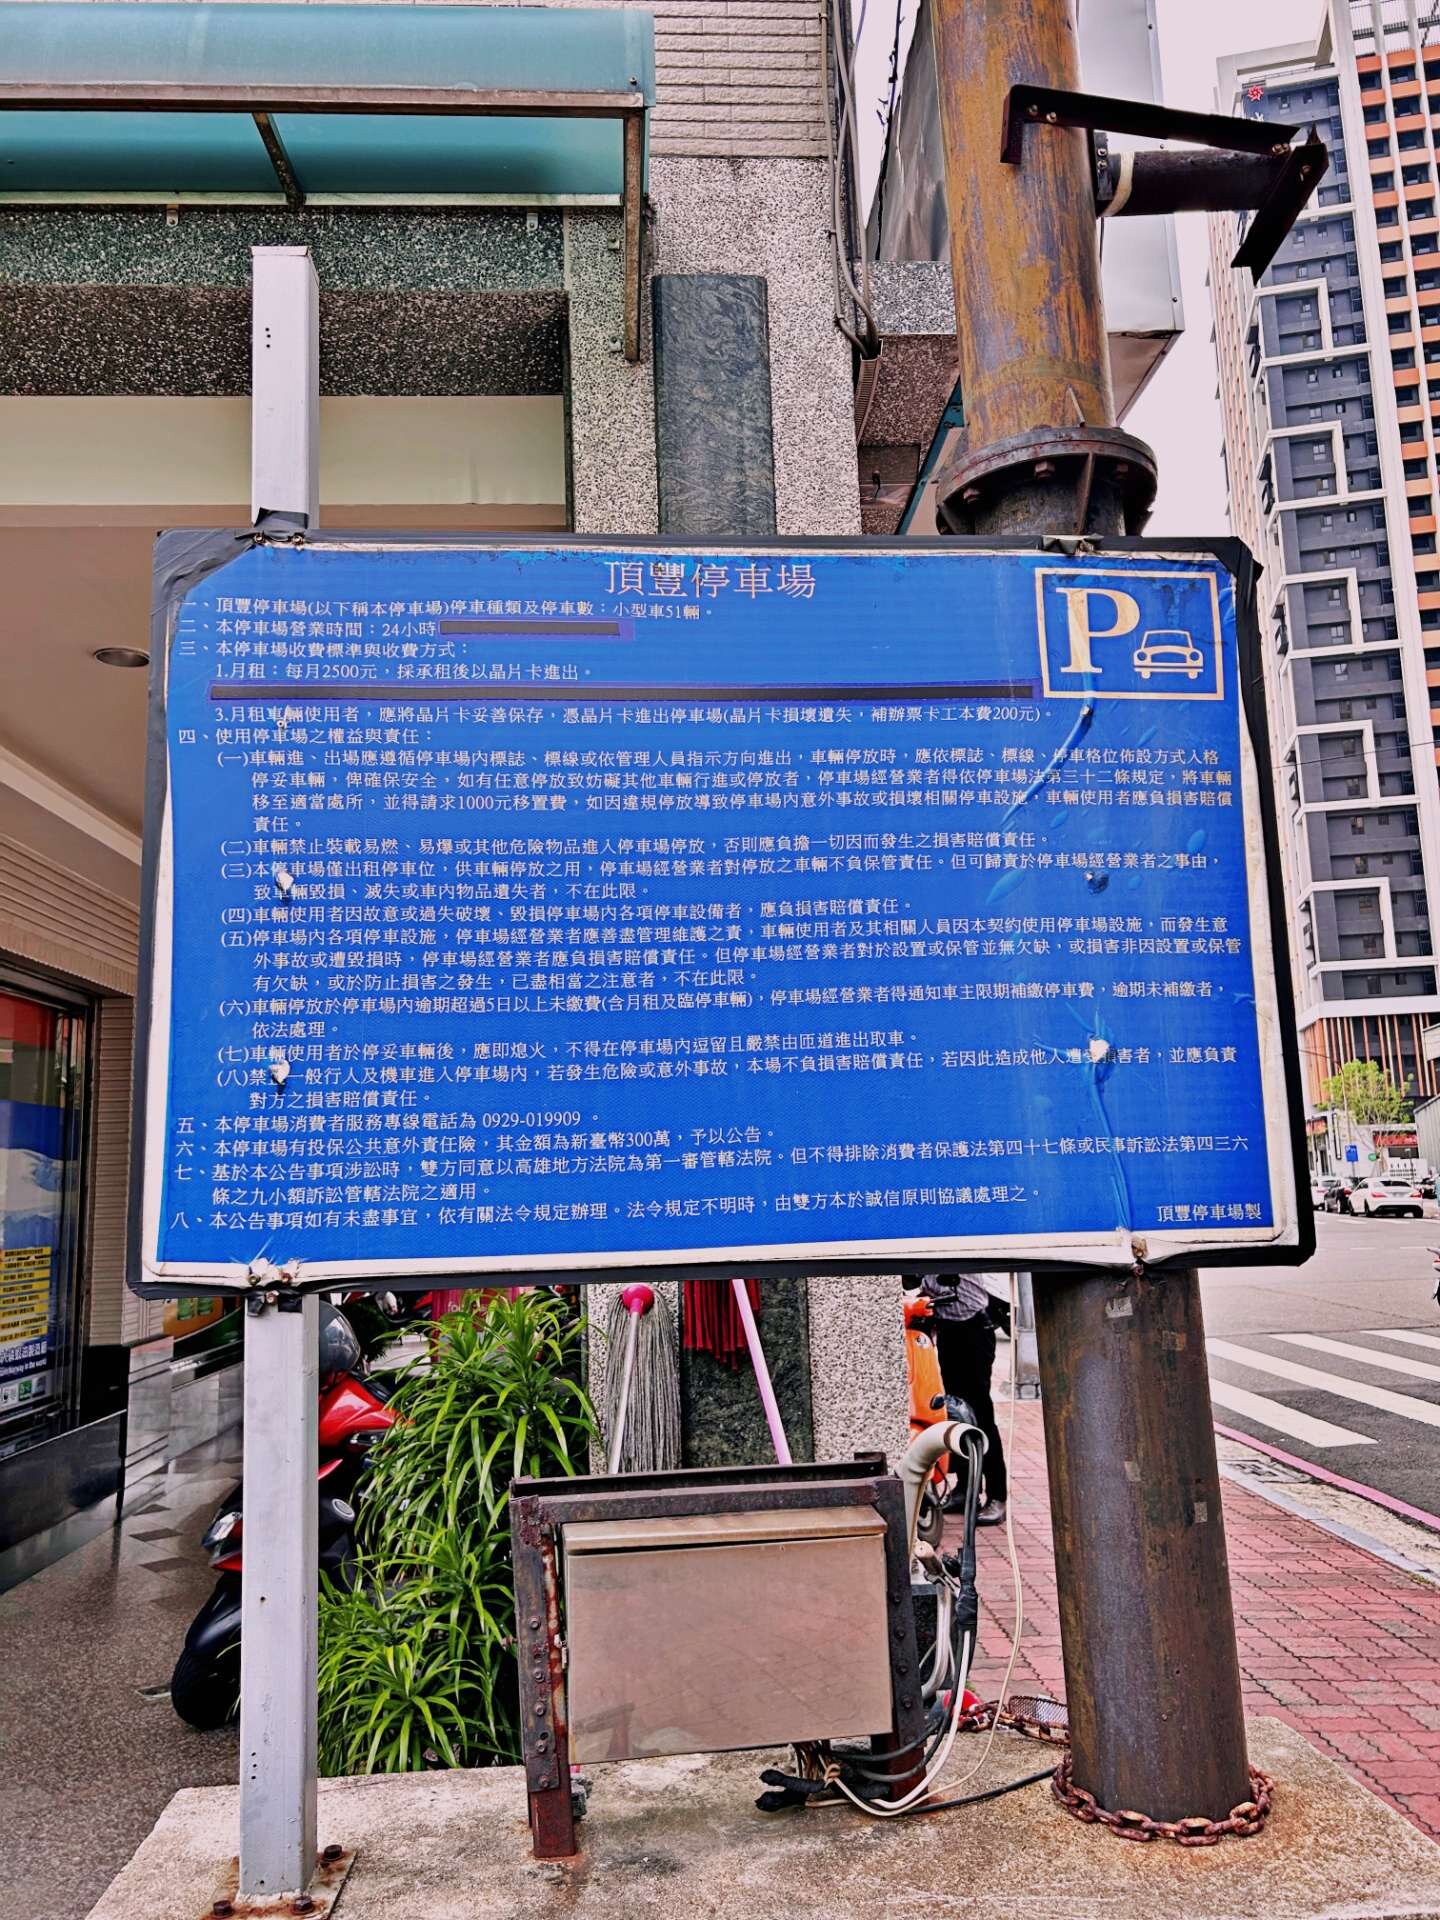 頂豐停車場
一、頂豐停車場(以下稱本停車場)停車種類及停車數：小型車51輛。
二、本停車場營業時間：24小時
三、本停車場收費標準與收費方式：
1.月租：每月2500元，採承租後以晶片卡進出。
3.月租車輛使用者，應將晶片卡妥善保存，憑晶片卡進出停車場(晶片卡損壞遺失，補辦票卡工本費200元)。
四、使用停車場之權益與責任：
(一)車輛進、出場應遵循停車場內標誌、標線或依管理人員指示方向進出，車輛停放時，應依標誌、標線、停車格位佈設方式入格
停妥車輛，俾確保安全，如有任意停放致妨礙其他車輛行進或停放者，停車場經營業者得依停車場法第三十二條規定，將車輛
移至適當處所，並得請求1000元移置費，如因違規停放導致停車場內意外事故或損壞相關停車設施，車輛使用者應負損害賠償
責任。
(二)車輛禁止裝載易燃、易爆或其他危險物品進入停車場停放，否則應負擔一切因而發生之損害賠償責任。
(三)本停車場僅出租停車位，供車輛停放之用，停車場經營業者對停放之車輛不負保管責任。但可歸責於停車場經營業者之事由，
致車輛毀損、滅失或車內物品遺失者，不在此限。
(四)車輛使用者因故意或過失破壞、毀損停車場內各項停車設備者，應負損害賠償責任。
(五)停車場內各項停車設施，停車場經營業者應善盡管理維護之責，車輛使用者及其相關人員因本契約使用停車場設施，而發生意
外事故或遭毀損時，停車場經營業者應負損害賠償責任。但停車場經營業者對於設置或保管並無欠缺，或損害非因設置或保管
有欠缺，或於防止損害之發生，已盡相當之注意者，不在此限。
(六)車輛停放於停車場內逾期超過5日以上未繳費(含月租及臨停車輛)，停車場經營業者得通知車主限期補繳停車費，逾期未補繳者，
依法處理。
(七)車輛使用者於停妥車輛後，應即熄火，不得在停車場內逗留且嚴禁由匝道進出取車。
(八)禁止一般行人及機車進入停車場內，若發生危險或意外事故，本場不負損害賠償責任，若因此造成他人遭受損害者，並應負責
對方之損害賠償責任。
五、本停車場消費者服務專線電話為 0929-019909 。
六、本停車場有投保公共意外責任險，其金額為新臺幣300萬，予以公告。
七、基於本公告事項涉訟時，雙方同意以高雄地方法院為第一審管轄法院。但不得排除消費者保護法第四十七條或民事訴訟法第四三六
條之九小額訴訟管轄法院之適用。
八、本公告事項如有未盡事宜，依有關法令規定辦理。法令規定不明時，由雙方本於誠信原則協議處理之。
頂豐停車場製
P